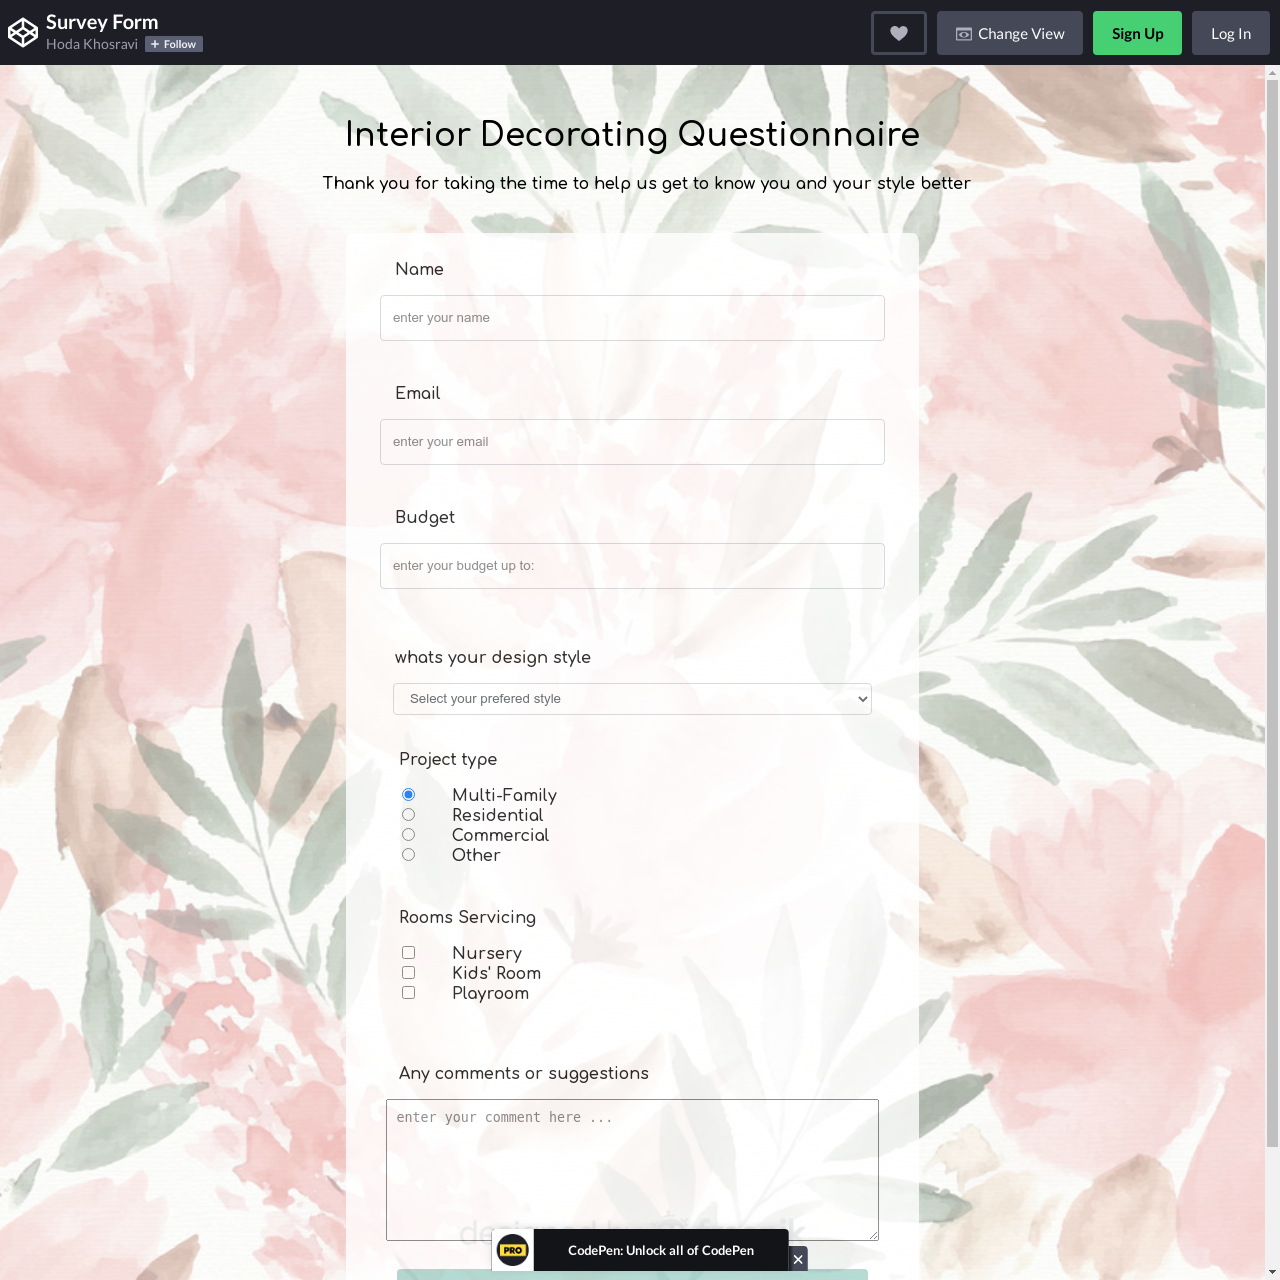 Survey Form
Hoda Khosravi
+ Follow
Change View
Sign Up
Log In
Interior Decorating Questionnaire
Thank you for taking the time to help us get to know you and your style better
Name
enter your name
Email
enter your email
Budget
enter your budget up to:
whats your design style
Select your prefered style
Project type
Multi-Family
Residential
Commercial
Other
Rooms Servicing
Nursery
Kids' Room
Playroom
Any comments or suggestions
enter your comment here ...
PRO
CodePen: Unlock all of CodePen